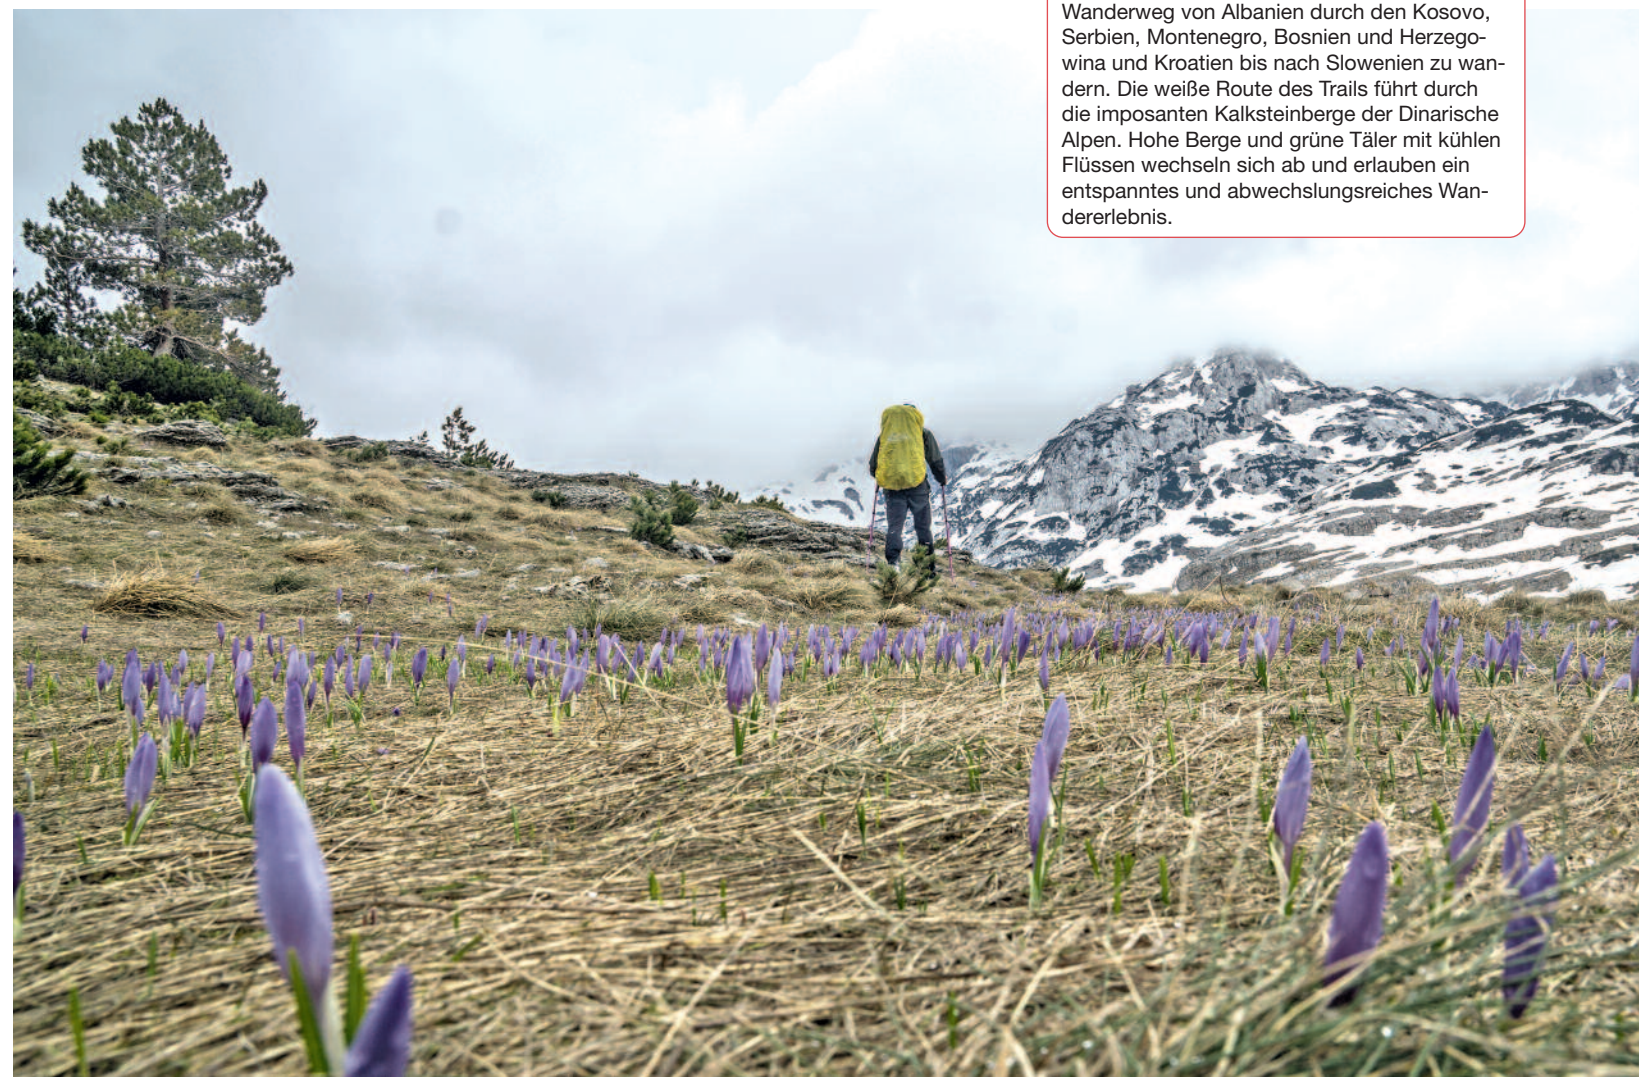 Wanderweg von Albanien durch den Kosovo,
Serbien, Montenegro, Bosnien und Herzego-
wina und Kroatien bis nach Slowenien zu wan-
dern. Die weiße Route des Trails führt durch
die imposanten Kalksteinberge der Dinarische
Alpen. Hohe Berge und grüne Täler mit kühlen
Flüssen wechseln sich ab und erlauben ein
entspanntes und abwechslungsreiches Wan-
dererlebnis.